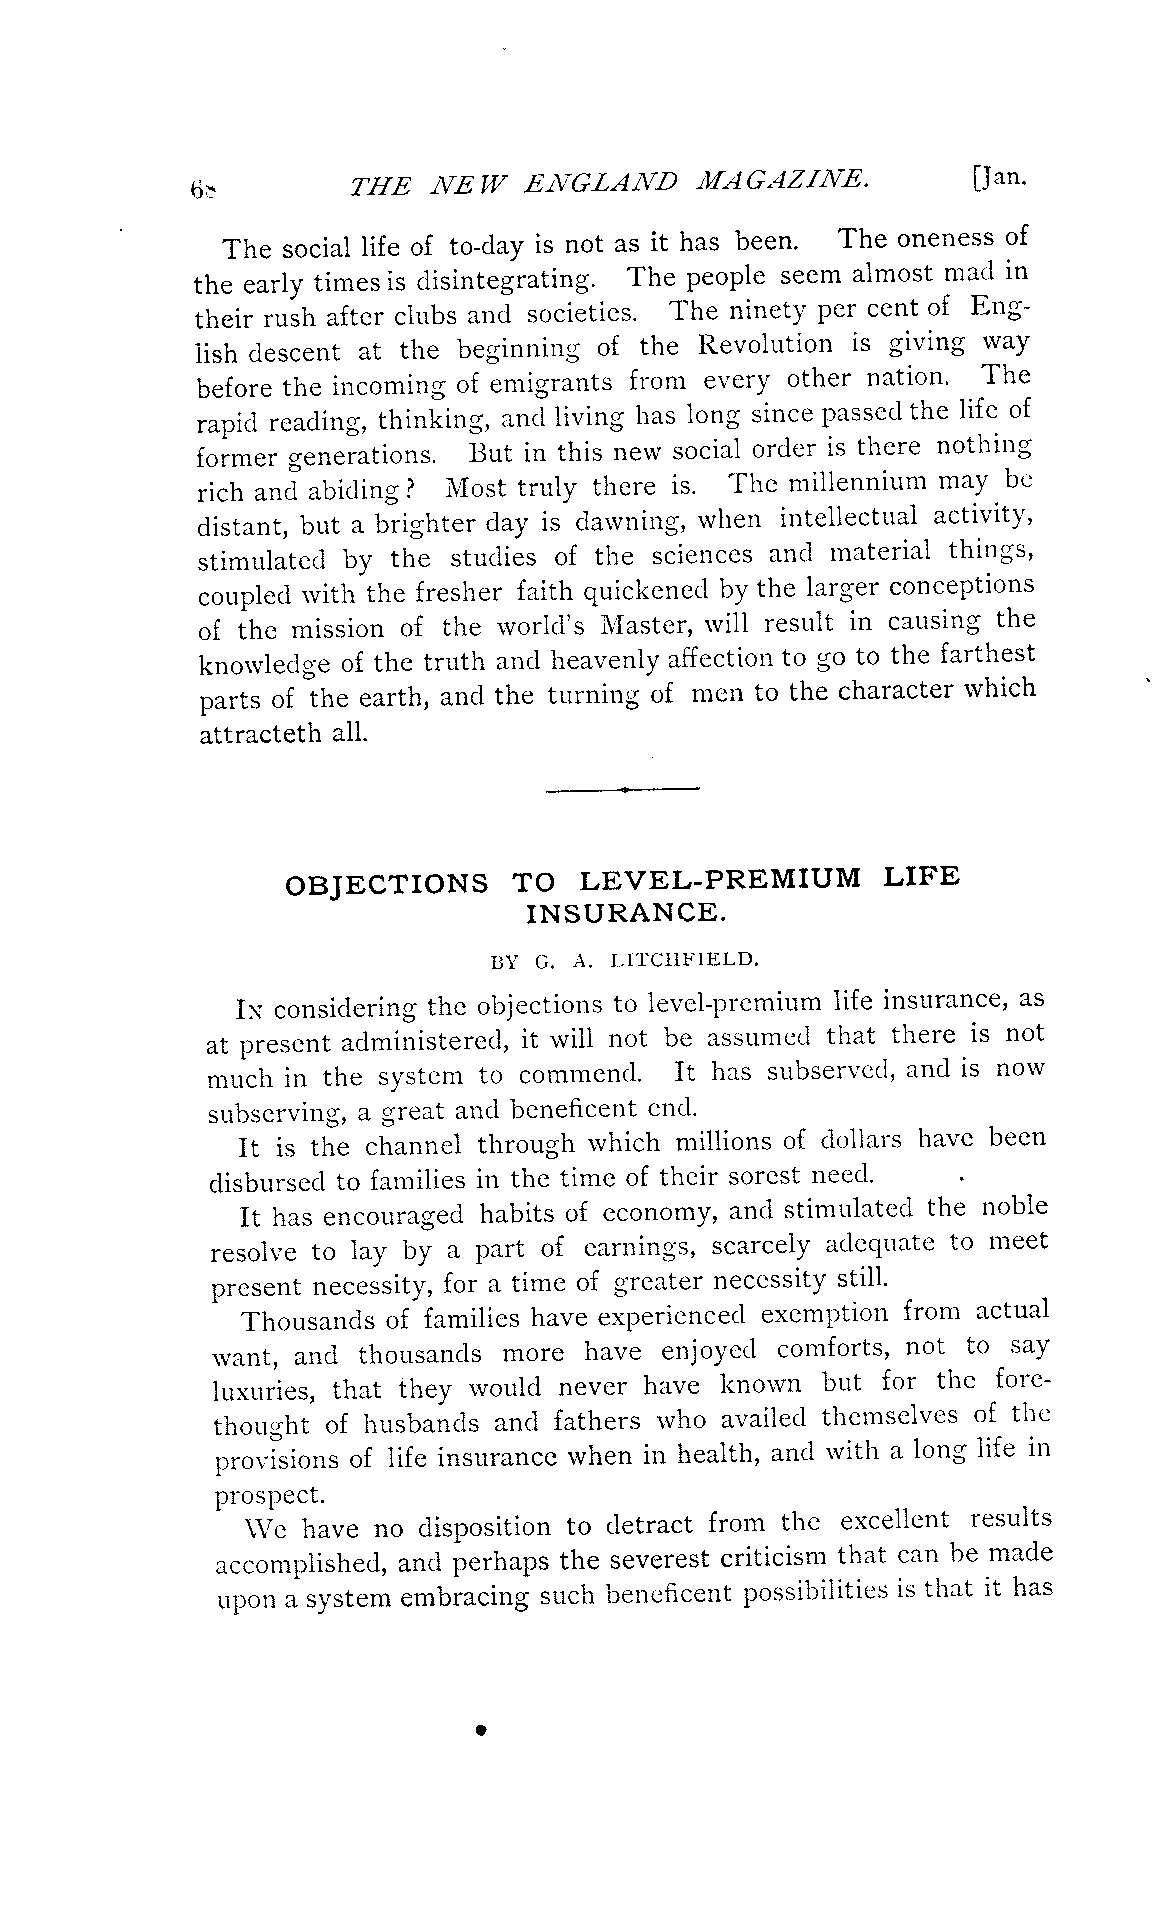 THE NEW ENGLAND MAGAZINE. [Jan.
The social life of to-day is not as it has been. The oneness of
the early times is disintegrating. The people seem almost mad in
their rush after clubs and societies. The ninety per cent of Eng-
lish descent at the beginning of the Revolution is giving way
before the incoming of emigrants from every other nation. The
rapid reading, thinking, and living has long since passed the life of
former generations. But in this new social order is there nothing
rich and abiding? Most truly there is. The millennium may be
distant, but a brighter day is dawning, when intellectual activity,
stimulated by the studies of the sciences and material things,
coupled with the fresher faith quickened by the larger conceptions
of the mission of the world's Master, will result in causing the
knowledge of the truth and heavenly affection to go to the farthest
parts of the earth, and the turning of men to the character which
attracteth all.
OBJECTIONS TO LEVEL-PREMIUM LIFE
INSURANCE.
BY G. A. LITCHFIELD.
IN considering the objections to level-premium life insurance, as
at present administered, it will not be assumed that there is not
much in the system to commend. It has subserved, and is now
subserving, a great and beneficent end.
It is the channel through which millions of dollars have been
disbursed to families in the time of their sorest need.
It has encouraged habits of economy, and stimulated the noble
resolve to lay by a part of earnings, scarcely adequate to meet
present necessity, for a time of greater necessity still.
Thousands of families have experienced exemption from actual
want, and thousands more have enjoyed comforts, not to say
luxuries, that they would never have known but for the fore-
thought of husbands and fathers who availed themselves of the
provisions of life insurance when in health, and with a long life in
prospect.
We have no disposition to detract from the excellent results
accomplished, and perhaps the severest criticism that can be made
upon a system embracing such beneficent possibilities is that it has